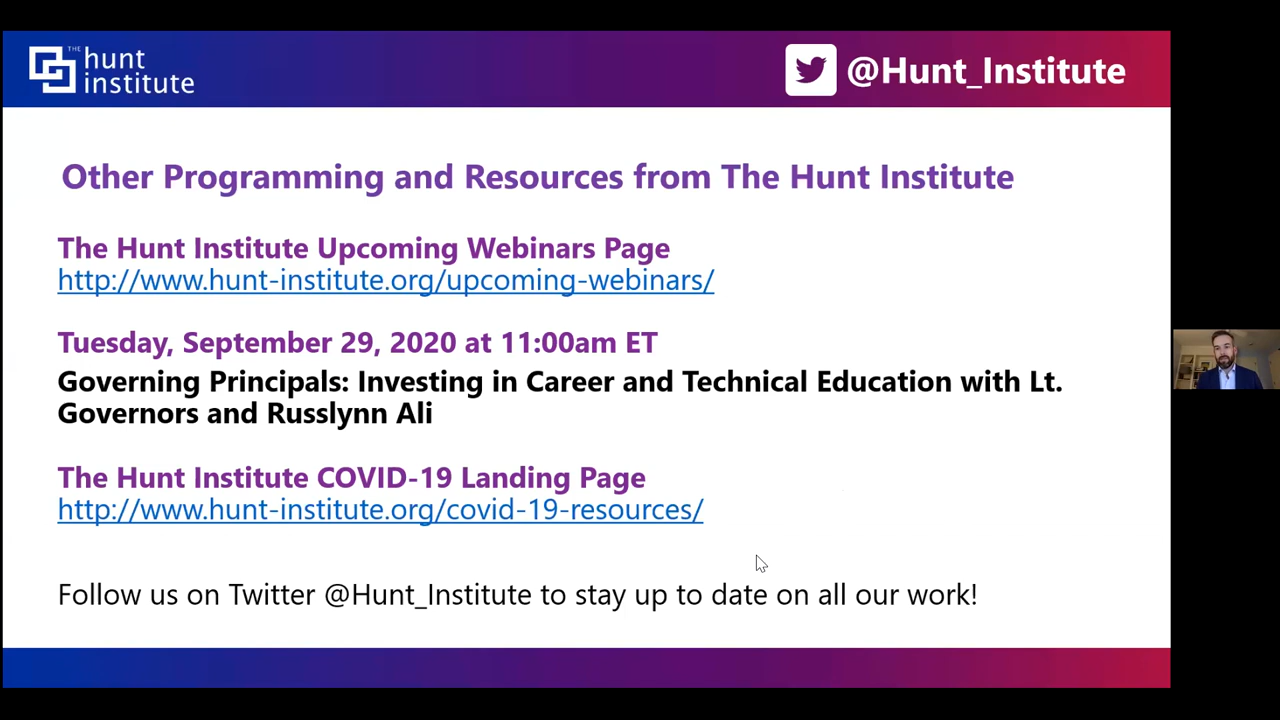 THE hunt
institute
@Hunt_Institute
Other Programming and Resources from The Hunt Institute
The Hunt Institute Upcoming Webinars Page
http://www.hunt-institute.org/upcoming-webinars/
Tuesday, September 29, 2020 at 11:00am ET
Governing Principals: Investing in Career and Technical Education with Lt.
Governors and Russlynn Ali
The Hunt Institute COVID-19 Landing Page
http://www.hunt-institute.org/covid-19-resources/
Follow us on Twitter @Hunt_Institute to stay up to date on all our work!